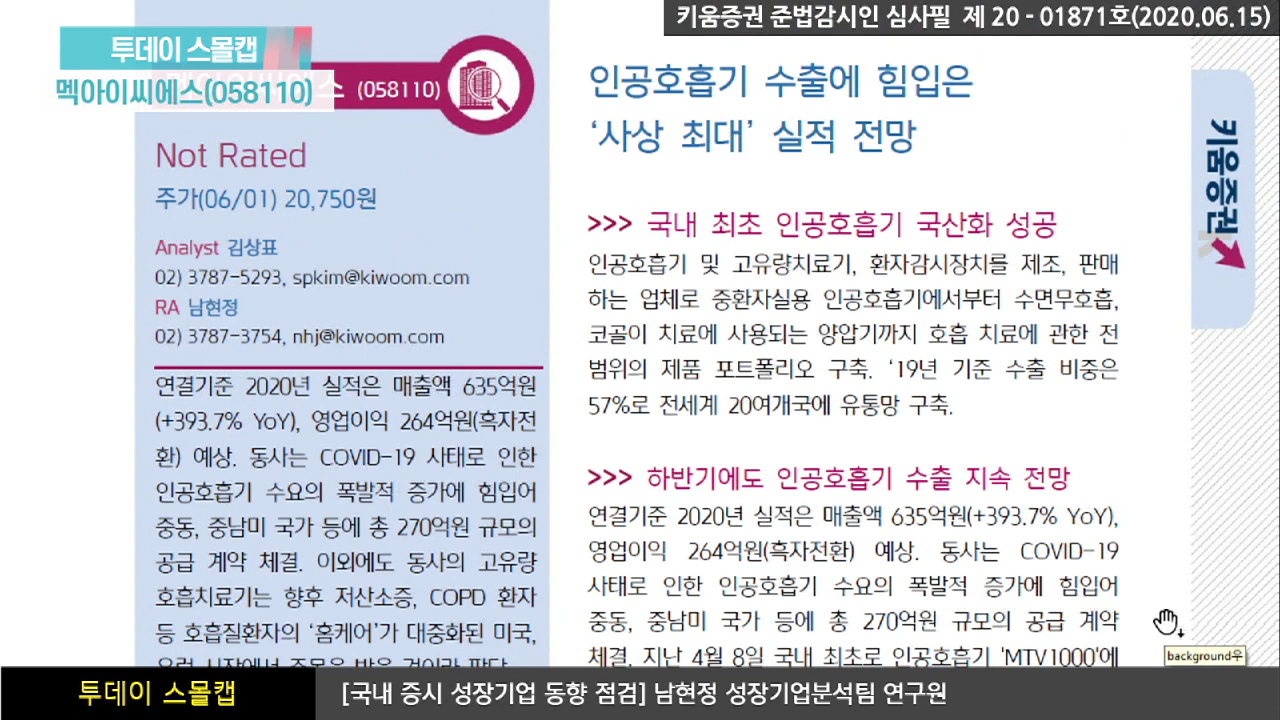 키움증권 준법감시인 심사필 제 20 - 01871호(2020.06.15)
투데이 스몰캡
멕아이씨에스(058110)
스 (058110)
Not Rated
주가(06/01) 20,750원
Analyst 김상표
02) 3787-5293, spkim@kiwoom.com
RA 남현정
02) 3787-3754, nhj@kiwoom.com
연결기준 2020년 실적은 매출액 635억원
(+393.7% YoY), 영업이익 264억원(흑자전
환) 예상. 동사는 COVID-19 사태로 인한
인공호흡기 수요의 폭발적 증가에 힘입어
중동, 중남미 국가 등에 총 270억원 규모의
공급 계약 체결. 이외에도 동사의 고유량
호흡치료기는 향후 저산소증, COPD 환자
등 호흡질환자의 ‘홈케어’가 대중화된 미국,
인공호흡기 수출에 힘입은
‘사상 최대’ 실적 전망
>>> 국내 최초 인공호흡기 국산화 성공
인공호흡기 및 고유량치료기, 환자감시장치를 제조, 판매
하는 업체로 중환자실용 인공호흡기에서부터 수면무호흡,
코골이 치료에 사용되는 양압기까지 호흡 치료에 관한 전
범위의 제품 포트폴리오 구축. ‘19년 기준 수출 비중은
57%로 전세계 20여개국에 유통망 구축.
>>> 하반기에도 인공호흡기 수출 지속 전망
연결기준 2020년 실적은 매출액 635억원(+393.7% YoY),
영업이익 264억원(흑자전환) 예상. 동사는 COVID-19
사태로 인한 인공호흡기 수요의 폭발적 증가에 힘입어
중동, 중남미 국가 등에 총 270억원 규모의 공급 계약
체결. 지난 4월 8일 국내 최초로 인공호흡기 'MTV1000'에
키움증권
background우
투데이 스몰캡
[국내 증시 성장기업 동향 점검] 남현정 성장기업분석팀 연구원